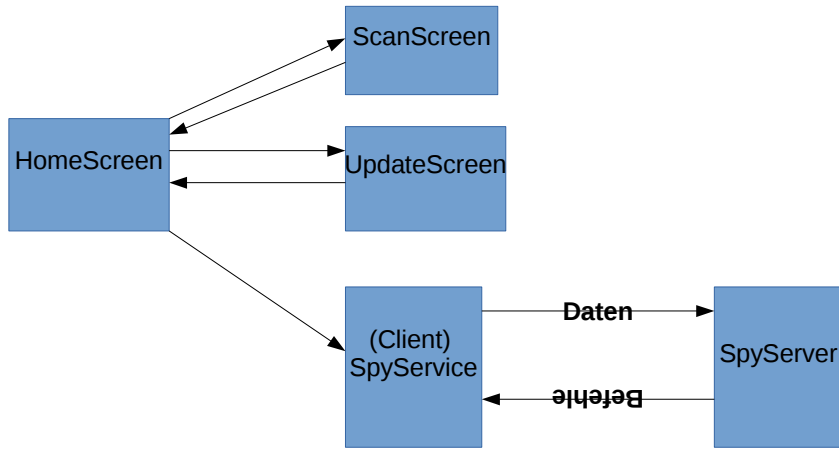 ScanScreen
HomeScreen
UpdateScreen
(Client)
SpyService
Daten
SpyServer
Befehle